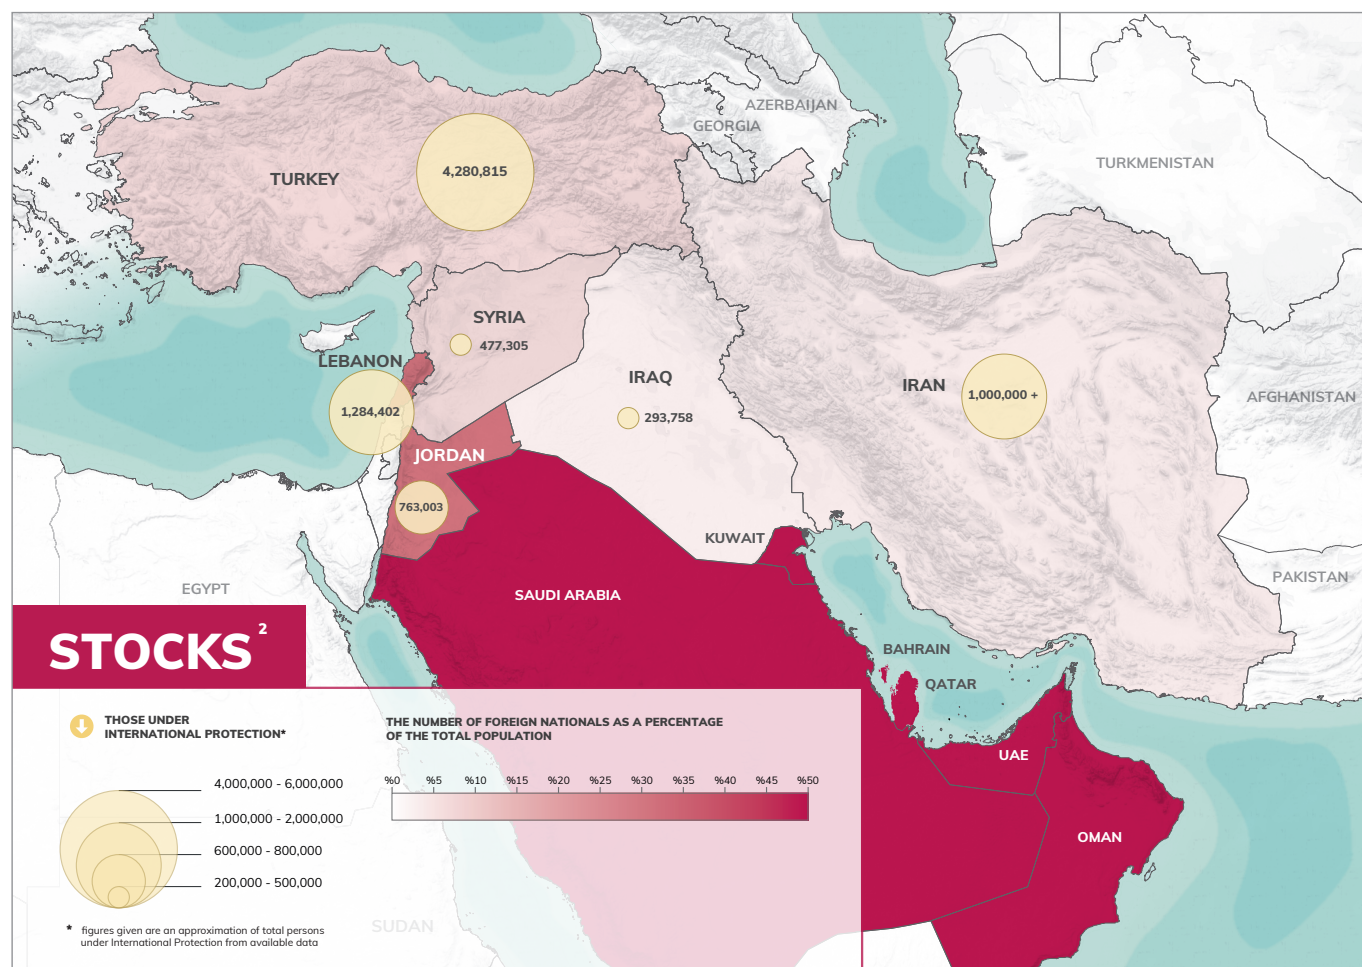 AZERBAIJAN
GEORGIA
TURKMENISTAN
4,280,815
TURKEY
SYRIA
477,305
LEBANON
IRAQ
IRAN
1,000,000 +
AFGHANISTAN
1,284,402
293,758
JORDAN
763,003
KUWAIT
PAKISTAN
EGYPT
SAUDI ARABIA
STOCKS 2
BAHRAIN
QATAR
UAE
OMAN
SUDAN
THOSE UNDER
INTERNATIONAL PROTECTION*
4,000,000 - 6,000,000
1,000,000 - 2,000,000
600,000 - 800,000
200,000 - 500,000
* figures given are an approximation of total persons
under International Protection from available data
THE NUMBER OF FOREIGN NATIONALS AS A PERCENTAGE
OF THE TOTAL POPULATION
%0 %5 %10 %15 %20 %25 %30 %35 %40 %45 %50